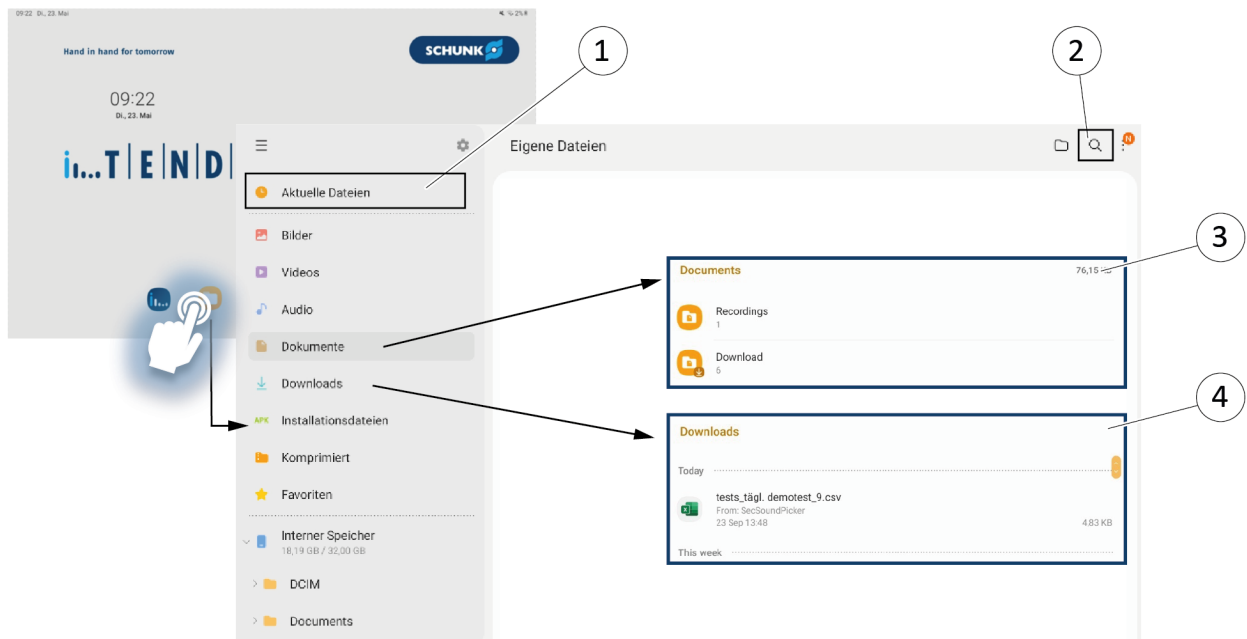 09:22 Di., 23. Mai
2%
Hand in hand for tomorrow
SCHUNK
1
2
09:22
Di., 23. Mai
i...T|E|N|D|
Eigene Dateien
N
Aktuelle Dateien
3
Bilder
Videos
Audio
Dokumente
Downloads
APK Installationsdateien
Komprimiert
Favoriten
Interner Speicher
18,19 GB / 32,00 GB
DCIM
Documents
i...
Documents
76,15
Recordings
1
Download
6
4
Downloads
Today
tests_tägl. demotest_9.csv
From: SecSoundPicker
23 Sep 13:48
4.83 KB
This week